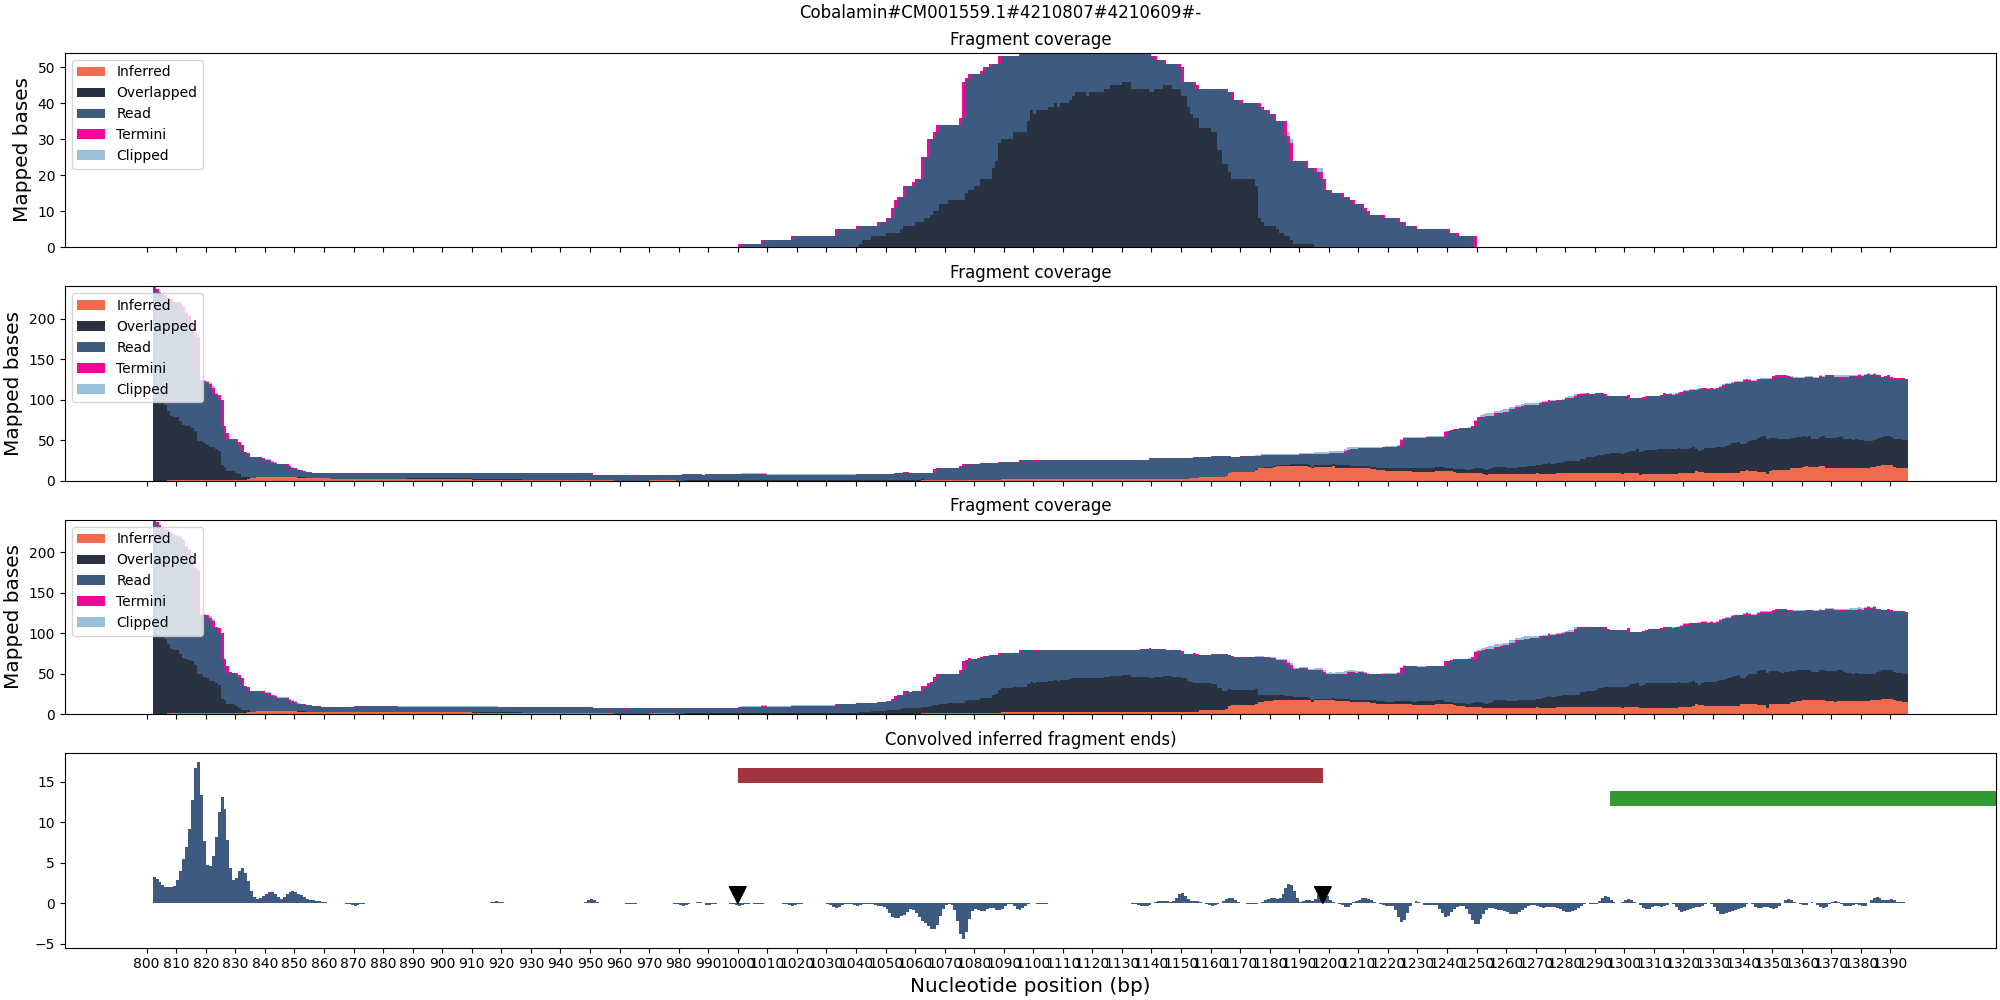 Cobalamin#CM001559.1#4210807#4210609#-
Fragment coverage
Mapped bases
50
40
30
20
10
0
Inferred
Overlapped
Read
Termini
Clipped
Fragment coverage
Mapped bases
200
150
100
50
0
Inferred
Overlapped
Read
Termini
Clipped
Fragment coverage
Mapped bases
200
150
100
50
0
Inferred
Overlapped
Read
Termini
Clipped
Convolved inferred fragment ends)
15
10
5
0
−5
800 810 820 830 840 850 860 870 880 890 900 910 920 930 940 950 960 970 980 990 1000 1010 1020 1030 1040 1050 1060 1070 1080 1090 1100 1110 1120 1130 1140 1150 1160 1170 1180 1190 1200 1210 1220 1230 1240 1250 1260 1270 1280 1290 1300 1310 1320 1330 1340 1350 1360 1370 1380 1390
Nucleotide position (bp)